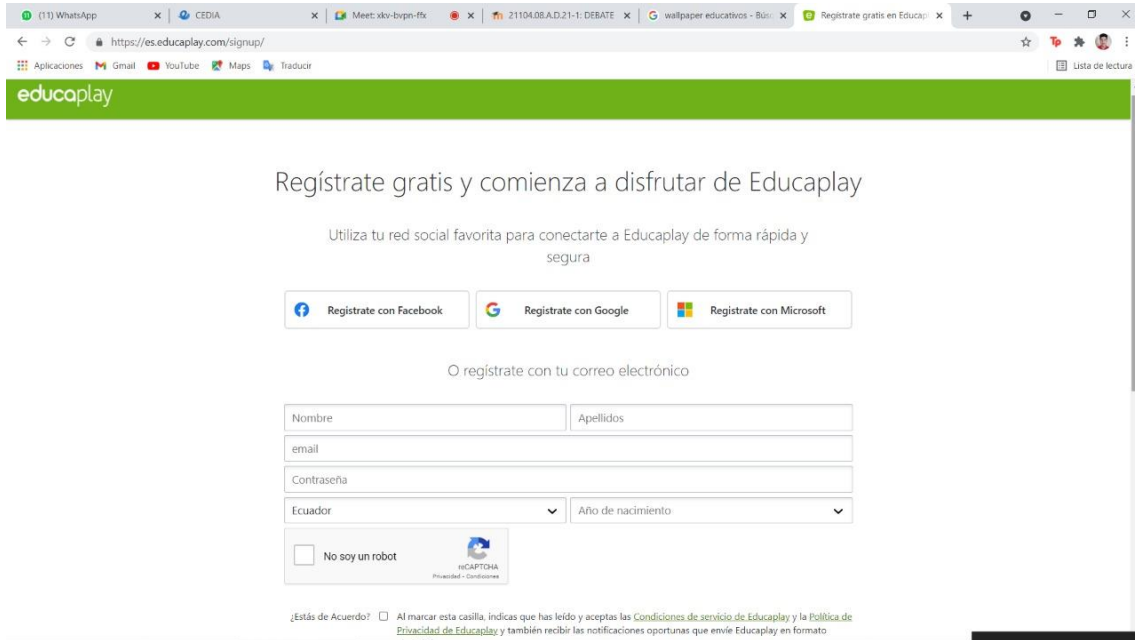 (11) WhatsApp
CEDIA
Meet: xkv-bvpn-ffx
21104.08.A.D.21-1: DEBATE
wallpaper educativos - Bús
Regístrate gratis en Educapl
https://es.educaplay.com/signup/
Tp
Aplicaciones Gmail YouTube Maps Traducir Lista de lectura
educaplay
Regístrate gratis y comienza a disfrutar de Educaplay
Utiliza tu red social favorita para conectarte a Educaplay de forma rápida y
segura
Registrate con Facebook
Registrate con Google
Registrate con Microsoft
O regístrate con tu correo electrónico
Nombre Apellidos
email
Contraseña
Ecuador Año de nacimiento
No soy un robot
reCAPTCHA
Privacidad - Condiciones
¿Estás de Acuerdo? Al marcar esta casilla, indicas que has leído y aceptas las Condiciones de servicio de Educaplay y la Política de
Privacidad de Educaplay y también recibir las notificaciones oportunas que envíe Educaplay en formato